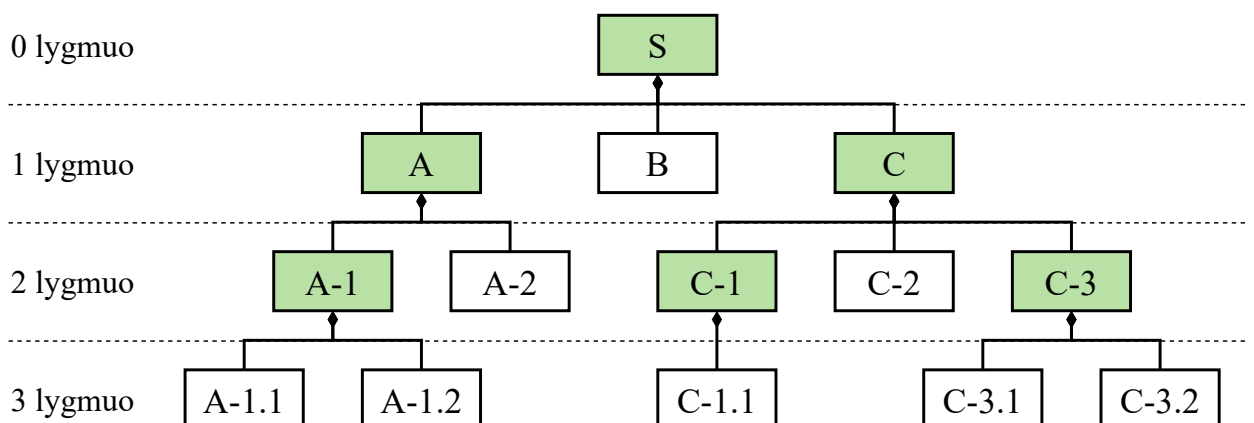 0 lygmuo S
1 lygmuo A B C
2 lygmuo A-1 A-2 C-1 C-2 C-3
3 lygmuo A-1.1 A-1.2 C-1.1 C-3.1 C-3.2